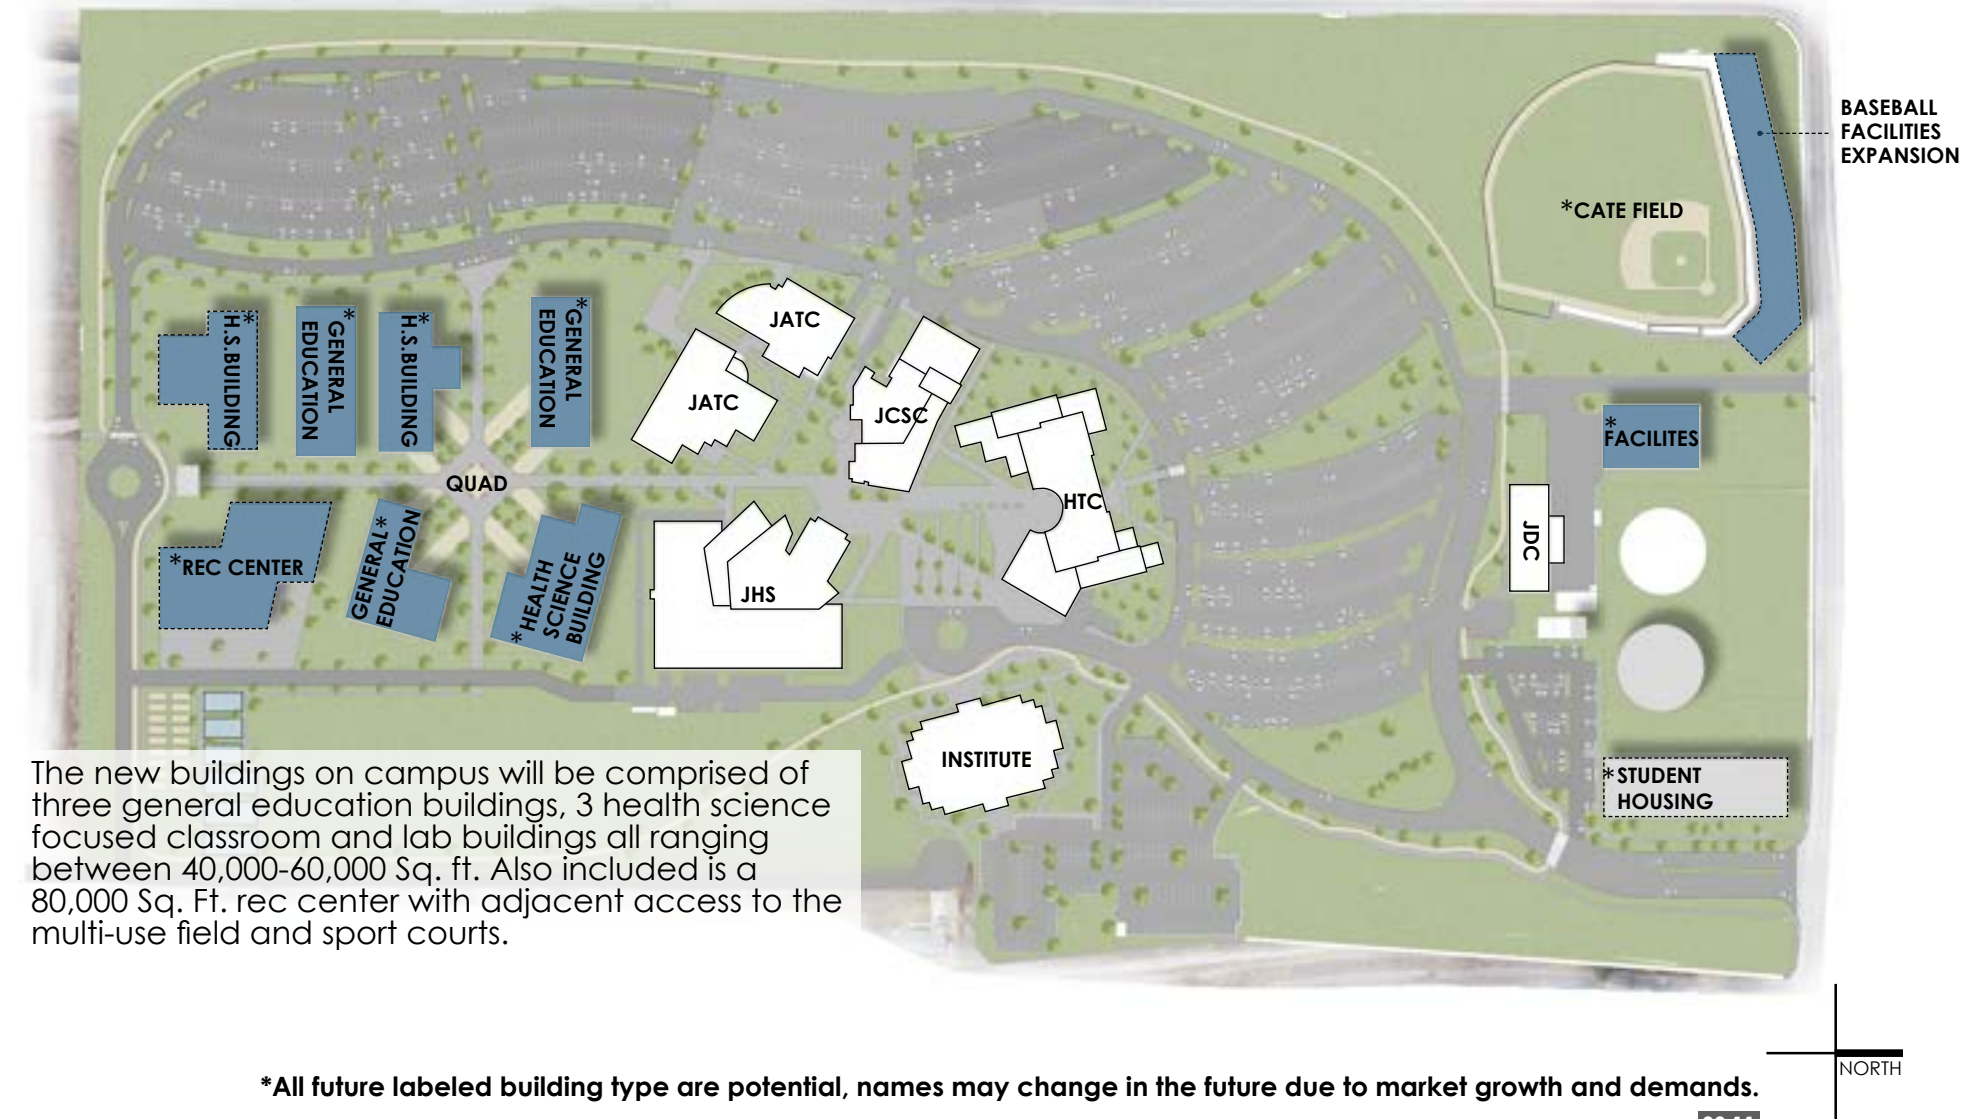 BASEBALL
FACILITIES
EXPANSION
*CATE FIELD
*H.S.BUILDING
*GENERAL
EDUCATION
*H.S.BUILDING
*GENERAL
EDUCATION
JATC
JATC
JCSC
*
FACILITES
QUAD
HTC
*REC CENTER
GENERAL*
EDUCATION
*HEALTH
SCIENCE
BUILDING
JHS
JDC
INSTITUTE
*STUDENT
HOUSING
The new buildings on campus will be comprised of
three general education buildings, 3 health science
focused classroom and lab buildings all ranging
between 40,000-60,000 Sq. ft. Also included is a
80,000 Sq. Ft. rec center with adjacent access to the
multi-use field and sport courts.
NORTH
*All future labeled building type are potential, names may change in the future due to market growth and demands.